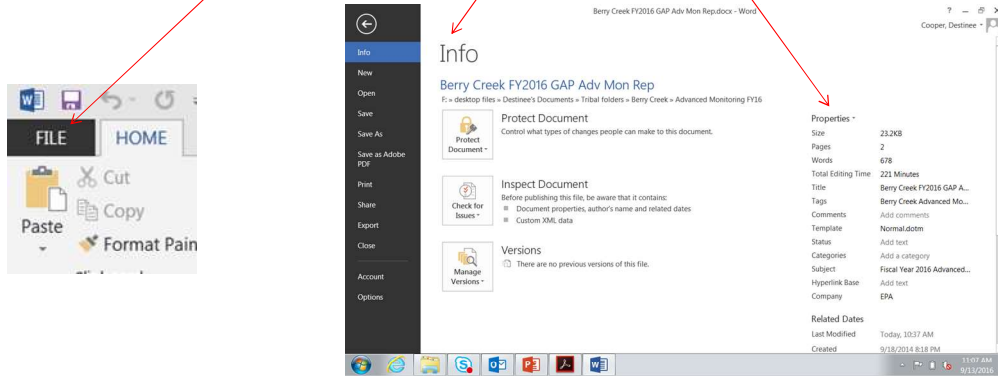 FILE
HOME
Cut
Copy
Paste
Format Pain
Berry Creek FY2016 GAP Adv Mon Rep.docx - Word
Cooper, Destinee
Info
New
Open
Save
Save As
Save as Adobe
PDF
Print
Share
Export
Close
Account
Options
Info
Berry Creek FY2016 GAP Adv Mon Rep
F: » desktop files » Destinee's Documents » Tribal folders » Berry Creek » Advanced Monitoring FY16
Protect
Document
Protect Document
Control what types of changes people can make to this document.
Check for
Issues
Inspect Document
Before publishing this file, be aware that it contains:
Document properties, author's name and related dates
Custom XML data
Manage
Versions
Versions
There are no previous versions of this file.
Properties
Size 23.2KB
Pages 2
Words 678
Total Editing Time 221 Minutes
Title Berry Creek FY2016 GAP A...
Tags Berry Creek Advanced Mo...
Comments Add comments
Template Normal.dotm
Status Add text
Categories Add a category
Subject Fiscal Year 2016 Advanced...
Hyperlink Base Add text
Company EPA
Related Dates
Last Modified Today, 10:37 AM
Created 9/18/2014 8:18 PM
11:07 AM
9/13/2016